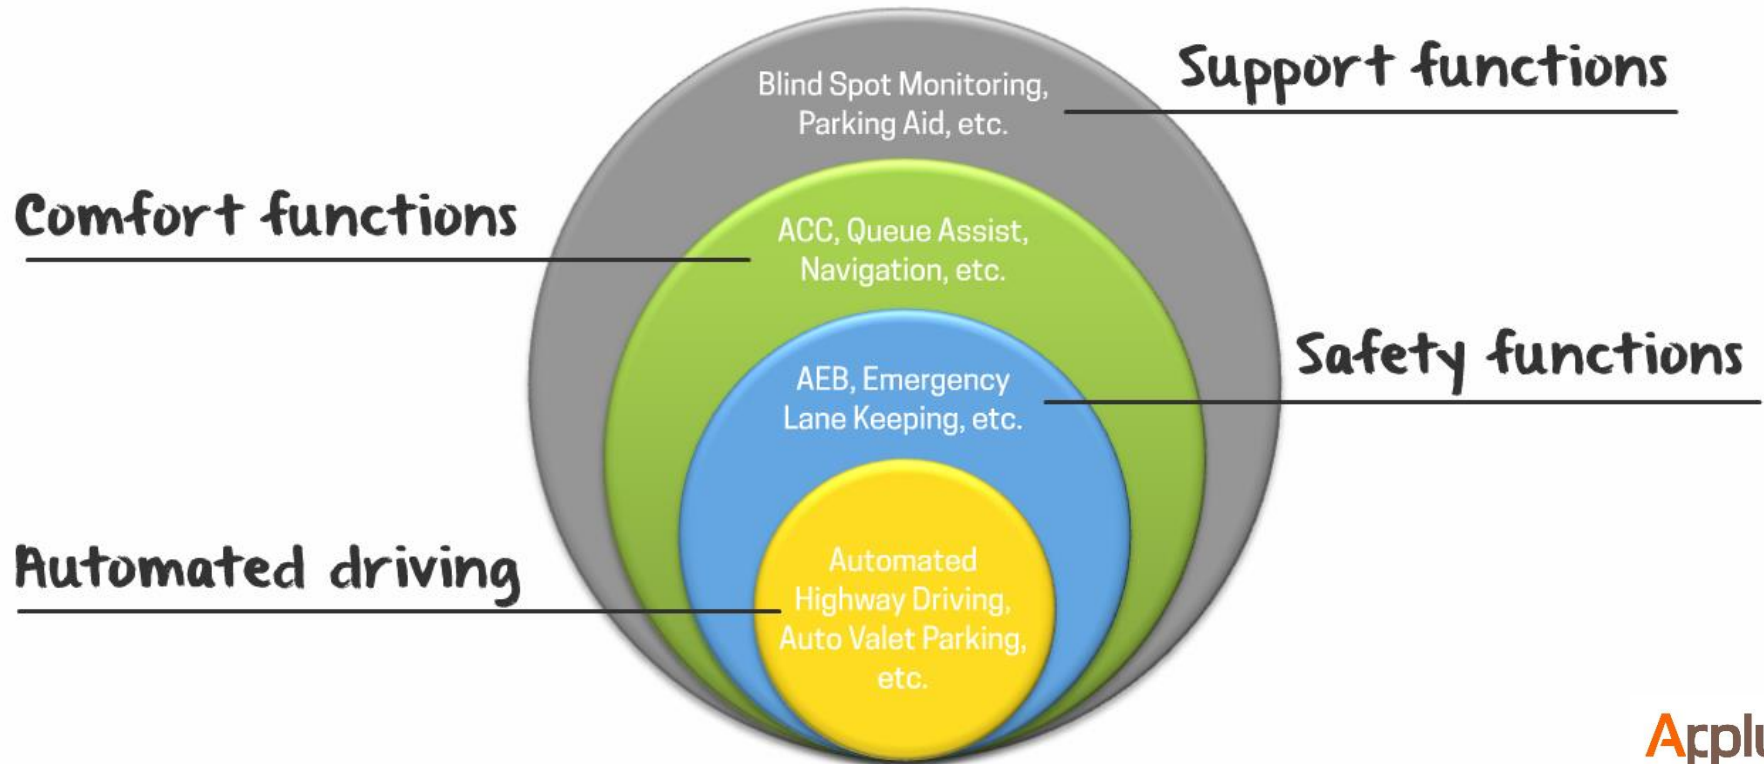 Support functions
Blind Spot Monitoring,
Parking Aid, etc.
Comfort functions
ACC, Queue Assist,
Navigation, etc.
Safety functions
AEB, Emergency
Lane Keeping, etc.
Automated driving
Automated
Highway Driving,
Auto Valet Parking,
etc.
Applu